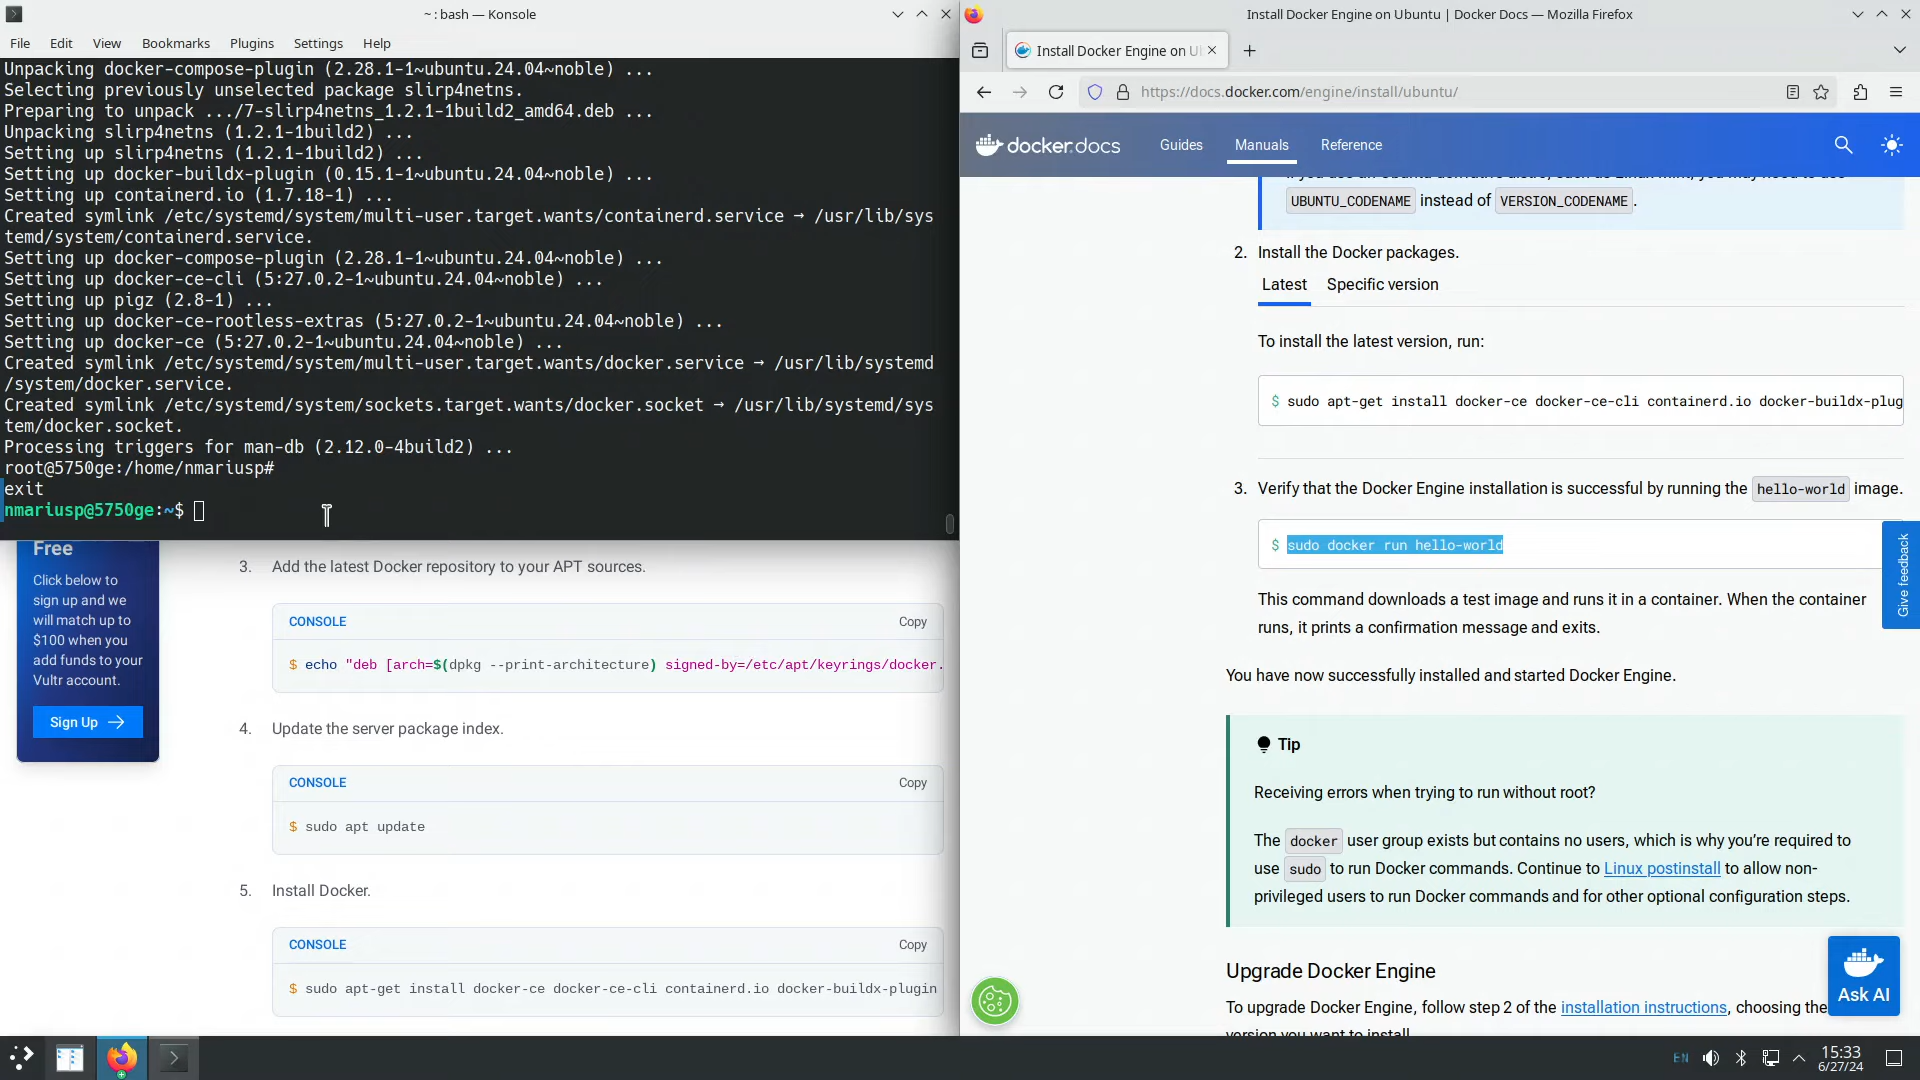 ~ : bash — Konsole
File Edit View Bookmarks Plugins Settings Help
Unpacking docker-compose-plugin (2.28.1-1~ubuntu.24.04~noble) ...
Selecting previously unselected package slirp4netns.
Preparing to unpack .../7-slirp4netns_1.2.1-1build2_amd64.deb ...
Unpacking slirp4netns (1.2.1-1build2) ...
Setting up slirp4netns (1.2.1-1build2) ...
Setting up docker-buildx-plugin (0.15.1-1~ubuntu.24.04~noble) ...
Setting up containerd.io (1.7.18-1) ...
Created symlink /etc/systemd/system/multi-user.target.wants/containerd.service → /usr/lib/sys
temd/system/containerd.service.
Setting up docker-compose-plugin (2.28.1-1~ubuntu.24.04~noble) ...
Setting up docker-ce-cli (5:27.0.2-1~ubuntu.24.04~noble) ...
Setting up pigz (2.8-1) ...
Setting up docker-ce-rootless-extras (5:27.0.2-1~ubuntu.24.04~noble) ...
Setting up docker-ce (5:27.0.2-1~ubuntu.24.04~noble) ...
Created symlink /etc/systemd/system/multi-user.target.wants/docker.service → /usr/lib/systemd
/system/docker.service.
Created symlink /etc/systemd/system/sockets.target.wants/docker.socket → /usr/lib/systemd/sys
tem/docker.socket.
Processing triggers for man-db (2.12.0-4build2) ...
root@5750ge:/home/nmariusp#
exit
nmariusp@5750ge:~$
Free
Click below to
sign up and we
will match up to
$100 when you
add funds to your
Vultr account.
Sign Up →
3. Add the latest Docker repository to your APT sources.
CONSOLE Copy
$ echo "deb [arch=$(dpkg --print-architecture) signed-by=/etc/apt/keyrings/docker.
4. Update the server package index.
CONSOLE Copy
$ sudo apt update
5. Install Docker.
CONSOLE Copy
$ sudo apt-get install docker-ce docker-ce-cli containerd.io docker-buildx-plugin
Install Docker Engine on Ubuntu | Docker Docs — Mozilla Firefox
Install Docker Engine on U
https://docs.docker.com/engine/install/ubuntu/
docker.docs Guides Manuals Reference
If you use an Ubuntu derivative distro, such as Linux Mint, you may need to use
UBUNTU_CODENAME instead of VERSION_CODENAME.
2. Install the Docker packages.
Latest Specific version
To install the latest version, run:
$ sudo apt-get install docker-ce docker-ce-cli containerd.io docker-buildx-plug
3. Verify that the Docker Engine installation is successful by running the hello-world image.
$ sudo docker run hello-world
This command downloads a test image and runs it in a container. When the container
runs, it prints a confirmation message and exits.
You have now successfully installed and started Docker Engine.
Tip
Receiving errors when trying to run without root?
The docker user group exists but contains no users, which is why you're required to
use sudo to run Docker commands. Continue to Linux postinstall to allow non-
privileged users to run Docker commands and for other optional configuration steps.
Upgrade Docker Engine
To upgrade Docker Engine, follow step 2 of the installation instructions, choosing the
version you want to install.
Give feedback
Ask AI
EN
15:33
6/27/24